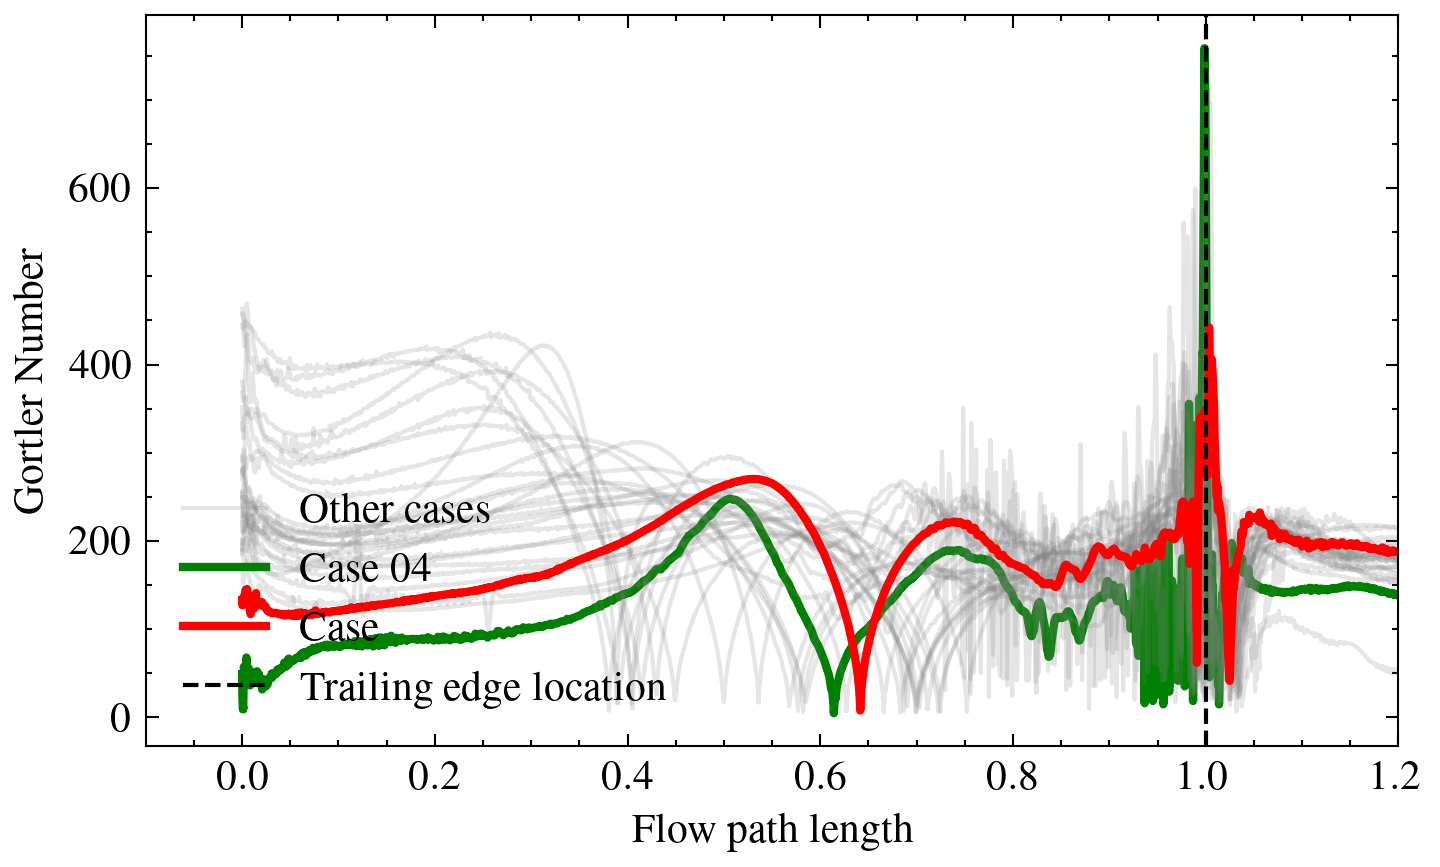 600
400
200
0
Gortler Number
Other cases
Case 04
Case
Trailing edge location
0.0 0.2 0.4 0.6 0.8 1.0 1.2
Flow path length